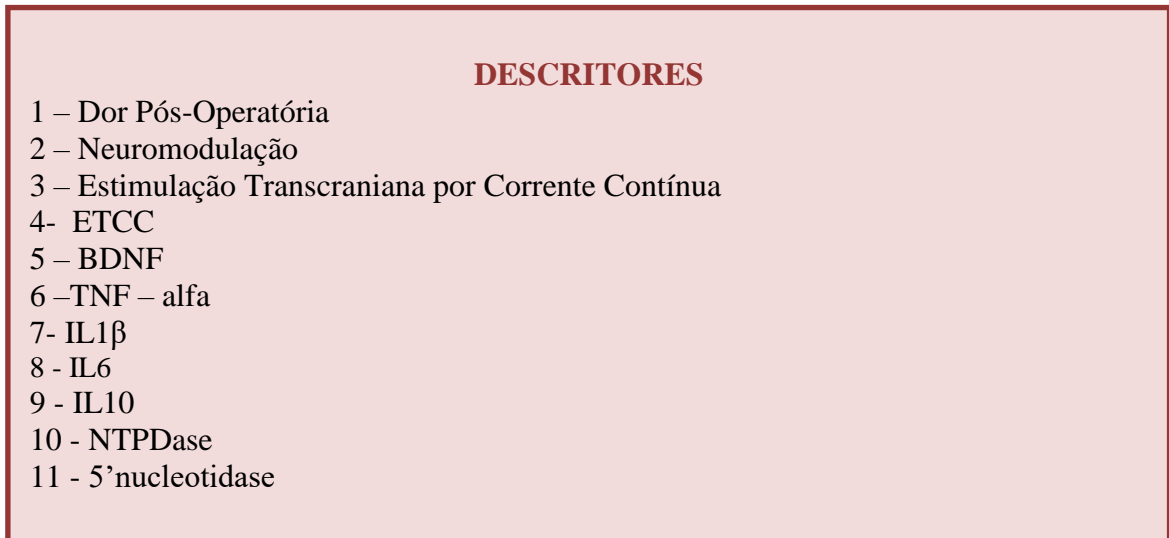 DESCRITORES
1 – Dor Pós-Operatória
2 – Neuromodulação
3 – Estimulação Transcraniana por Corrente Contínua
4-  ETCC
5 – BDNF
6 –TNF – alfa
7- IL1β
8 - IL6
9 - IL10
10 - NTPDase
11 - 5’nucleotidase